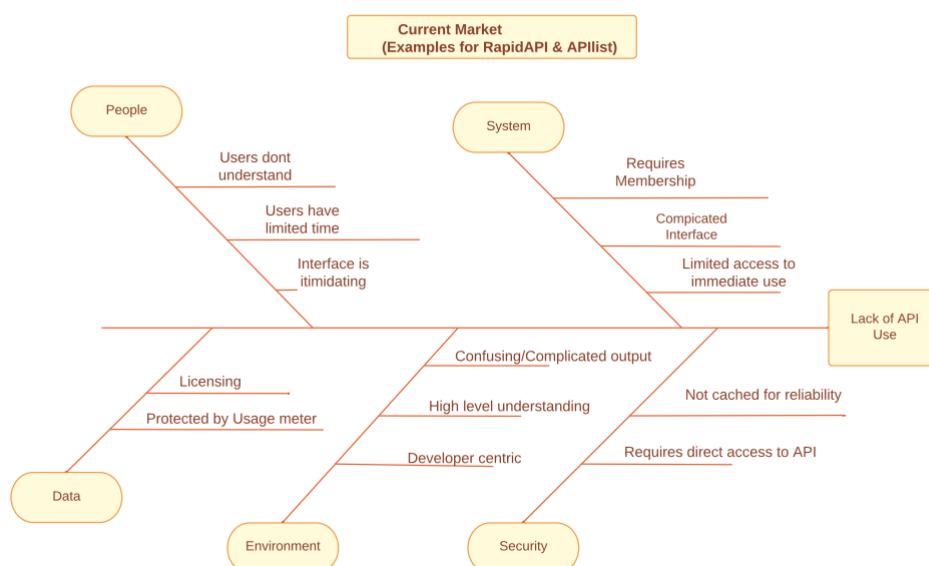 Current Market
(Examples for RapidAPI & APIlist)
People
System
Users dont
understand
Users have
limited time
Interface is
itimidating
Requires
Membership
Compicated
Interface
Limited access to
immediate use
Lack of API
Use
Licensing
Protected by Usage meter
Data
Confusing/Complicated output
High level understanding
Developer centric
Environment
Not cached for reliability
Requires direct access to API
Security